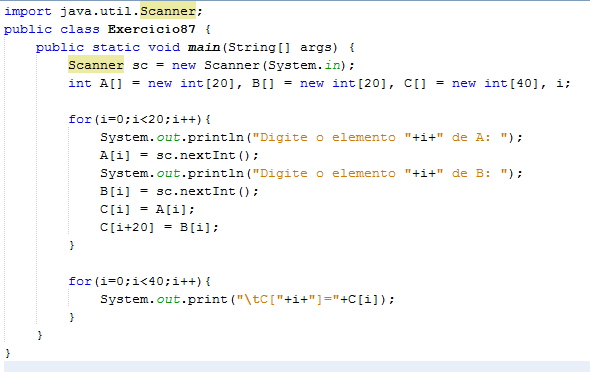 import java.util.Scanner;
public class Exercicio87 {
    public static void main(String[] args) {
        Scanner sc = new Scanner(System.in);
        int A[] = new int[20], B[] = new int[20], C[] = new int[40], i;
        for(i=0;i<20;i++){
            System.out.println("Digite o elemento "+i+" de A: ");
            A[i] = sc.nextInt();
            System.out.println("Digite o elemento "+i+" de B: ");
            B[i] = sc.nextInt();
            C[i] = A[i];
            C[i+20] = B[i];
        }
        for(i=0;i<40;i++){
            System.out.print("\tC["+i+"]="+C[i]);
        }
    }
}